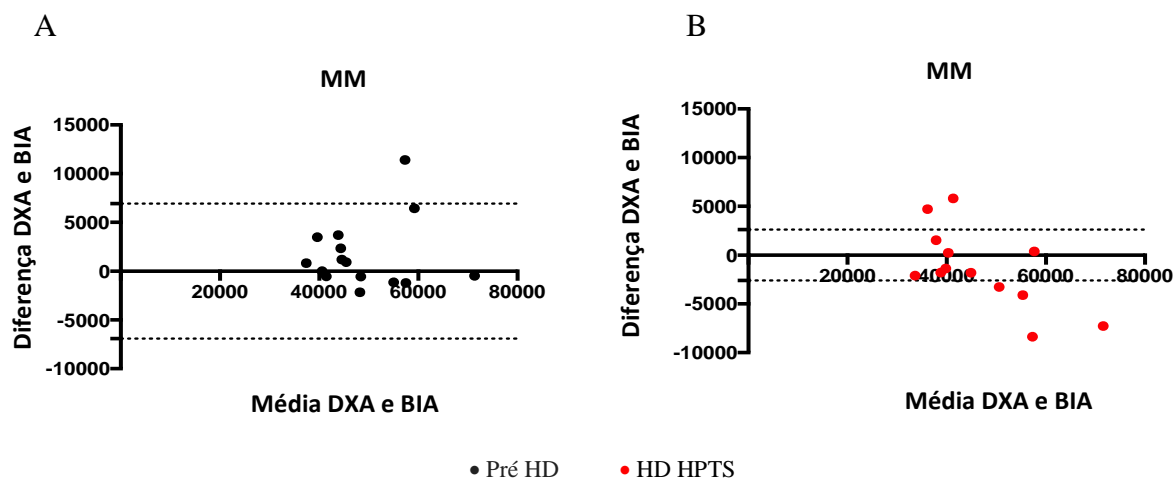 A
B
MM
MM
Diferença DXA e BIA
15000
10000
5000
0
-5000
-10000
20000
40000
60000
80000
Média DXA e BIA
Diferença DXA e BIA
15000
10000
5000
0
-5000
-10000
20000
40000
60000
80000
Média DXA e BIA
Pré HD
HD HPTS